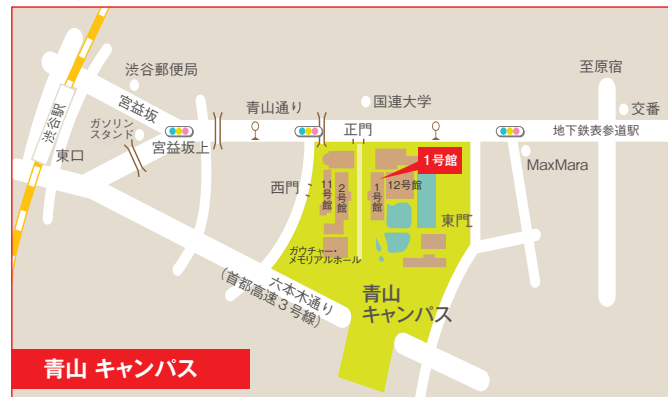 渋谷郵便局
宮益坂
渋谷駅
ガソリン
スタンド
東口
宮益坂上
青山通り
国連大学
正門
至原宿
交番
地下鉄表参道駅
MaxMara
1号館
西門
11号館
2号館
1号館
12号館
東門
ガウチャー・
メモリアルホール
六本木通り
(首都高速3号線)
青山
キャンパス
青山 キャンパス